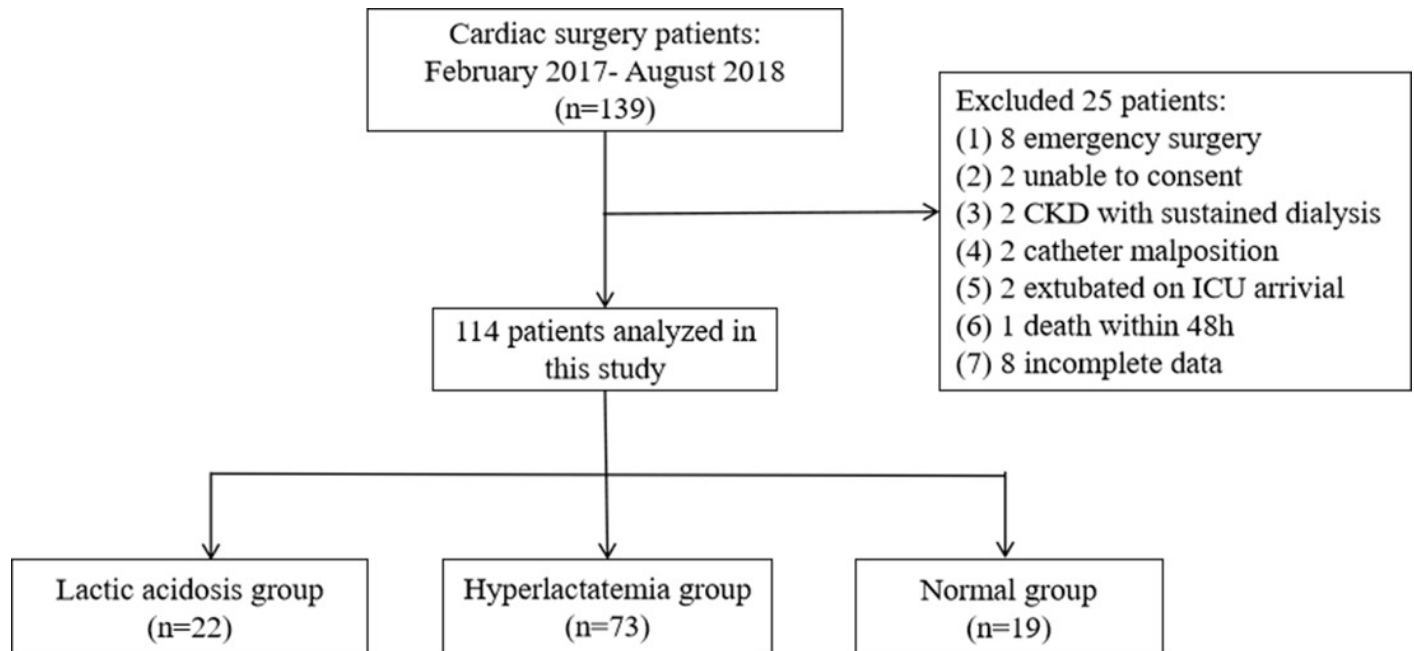 Cardiac surgery patients:
February 2017- August 2018
(n=139)
Excluded 25 patients:
(1) 8 emergency surgery
(2) 2 unable to consent
(3) 2 CKD with sustained dialysis
(4) 2 catheter malposition
(5) 2 extubated on ICU arrivial
(6) 1 death within 48h
(7) 8 incomplete data
114 patients analyzed in
this study
Lactic acidosis group
(n=22)
Hyperlactatemia group
(n=73)
Normal group
(n=19)